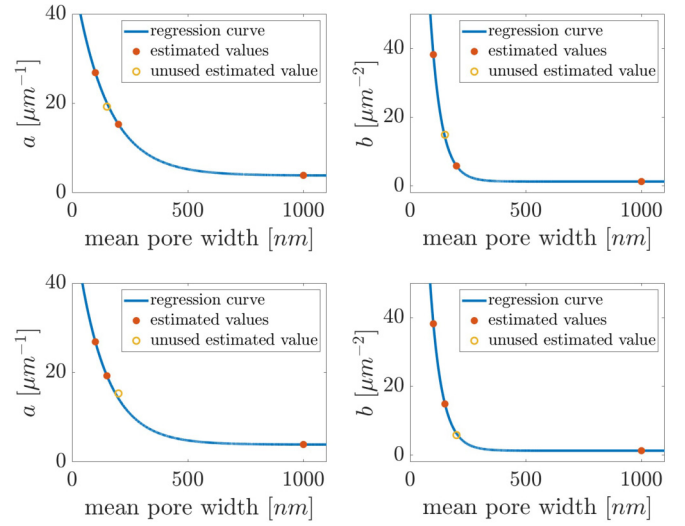 40
20
0
a [μm⁻¹]
regression curve
estimated values
unused estimated value
0 500 1000
mean pore width [nm]
40
20
0
b [μm⁻²]
regression curve
estimated values
unused estimated value
0 500 1000
mean pore width [nm]
40
20
0
a [μm⁻¹]
regression curve
estimated values
unused estimated value
0 500 1000
mean pore width [nm]
40
20
0
b [μm⁻²]
regression curve
estimated values
unused estimated value
0 500 1000
mean pore width [nm]